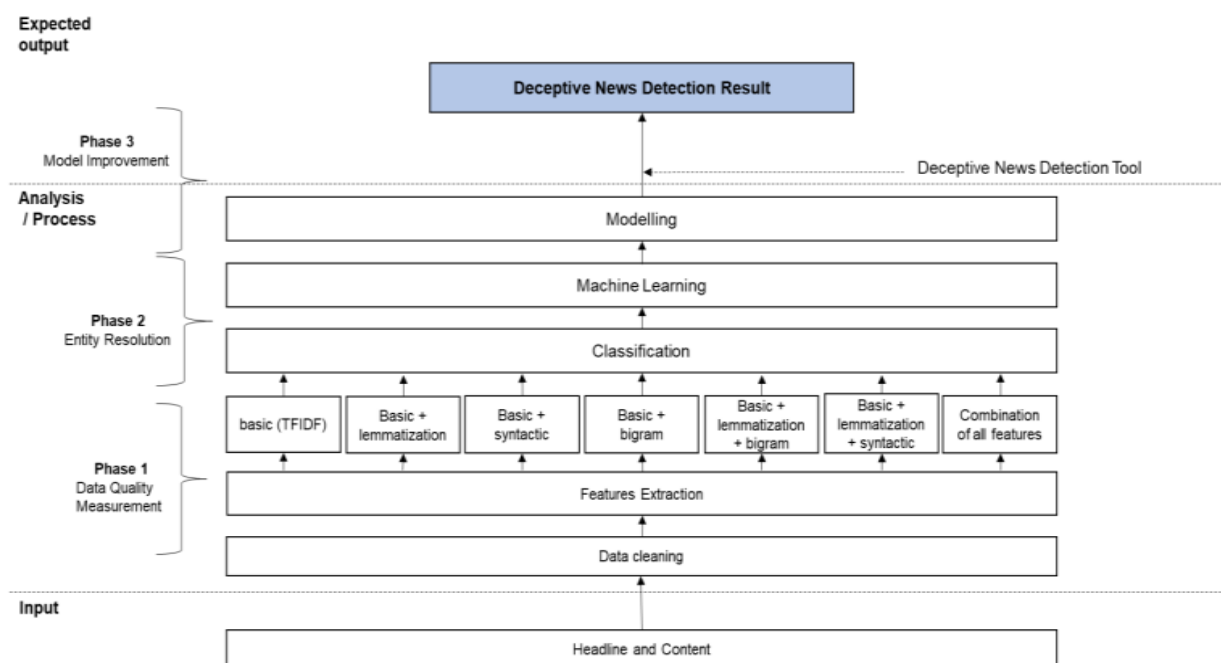 Expected
output
Deceptive News Detection Result
Phase 3
Model Improvement
Deceptive News Detection Tool
Analysis
/ Process
Modelling
Machine Learning
Phase 2
Entity Resolution
Classification
basic (TFIDF)
Basic +
lemmatization
Basic +
syntactic
Basic +
bigram
Basic +
lemmatization
+ bigram
Basic +
lemmatization
+ syntactic
Combination
of all features
Phase 1
Data Quality
Measurement
Features Extraction
Data cleaning
Input
Headline and Content